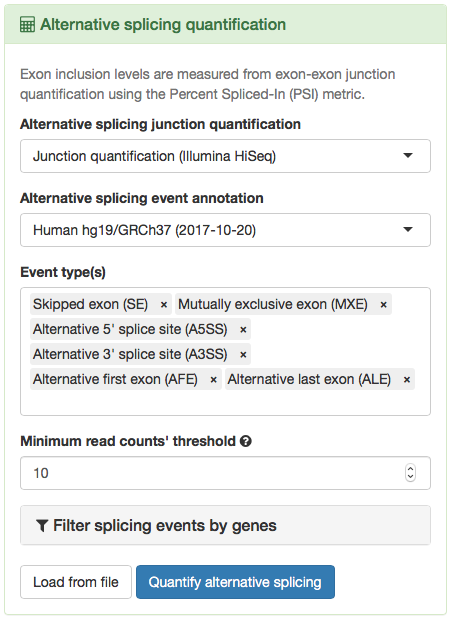 Alternative splicing quantification
Exon inclusion levels are measured from exon-exon junction
quantification using the Percent Spliced-In (PSI) metric.
Alternative splicing junction quantification
Junction quantification (Illumina HiSeq)
Alternative splicing event annotation
Human hg19/GRCh37 (2017-10-20)
Event type(s)
Skipped exon (SE) × Mutually exclusive exon (MXE) ×
Alternative 5' splice site (A5SS) ×
Alternative 3' splice site (A3SS) ×
Alternative first exon (AFE) × Alternative last exon (ALE) ×
Minimum read counts' threshold ?
10
Filter splicing events by genes
Load from file Quantify alternative splicing